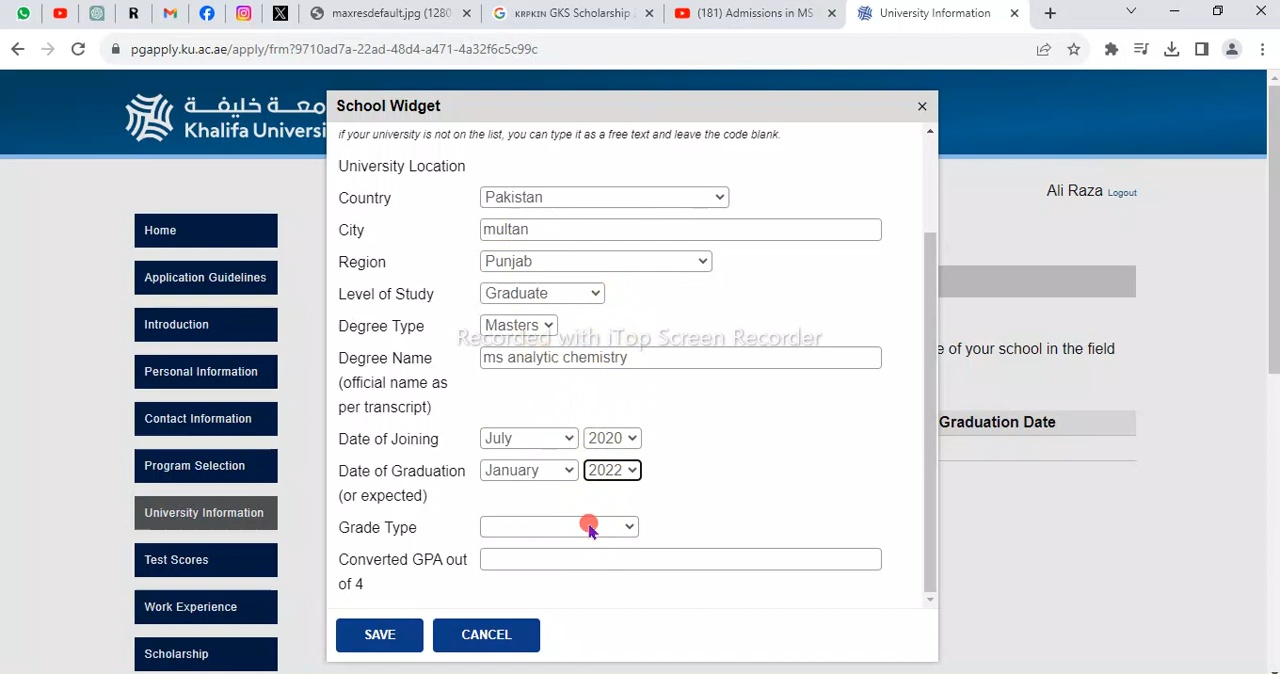 maxresdefault.jpg (1280
ᴋʀᴘᴋɪɴ GKS Scholarship
(181) Admissions in MS
University Information
pgapply.ku.ac.ae/apply/frm?9710ad7a-22ad-48d4-a471-4a32f6c5c99c
Khalifa Universi
Ali Raza Logout
Home
Application Guidelines
Introduction
Personal Information
Contact Information
Program Selection
University Information
Test Scores
Work Experience
Scholarship
School Widget
if your university is not on the list, you can type it as a free text and leave the code blank.
University Location
Country Pakistan
City multan
Region Punjab
Level of Study Graduate
Degree Type Masters
Recorded with iTop Screen Recorder
Degree Name ms analytic chemistry
(official name as
per transcript)
Date of Joining July 2020
Date of Graduation January 2022
(or expected)
Grade Type
Converted GPA out
of 4
SAVE CANCEL
e of your school in the field
Graduation Date